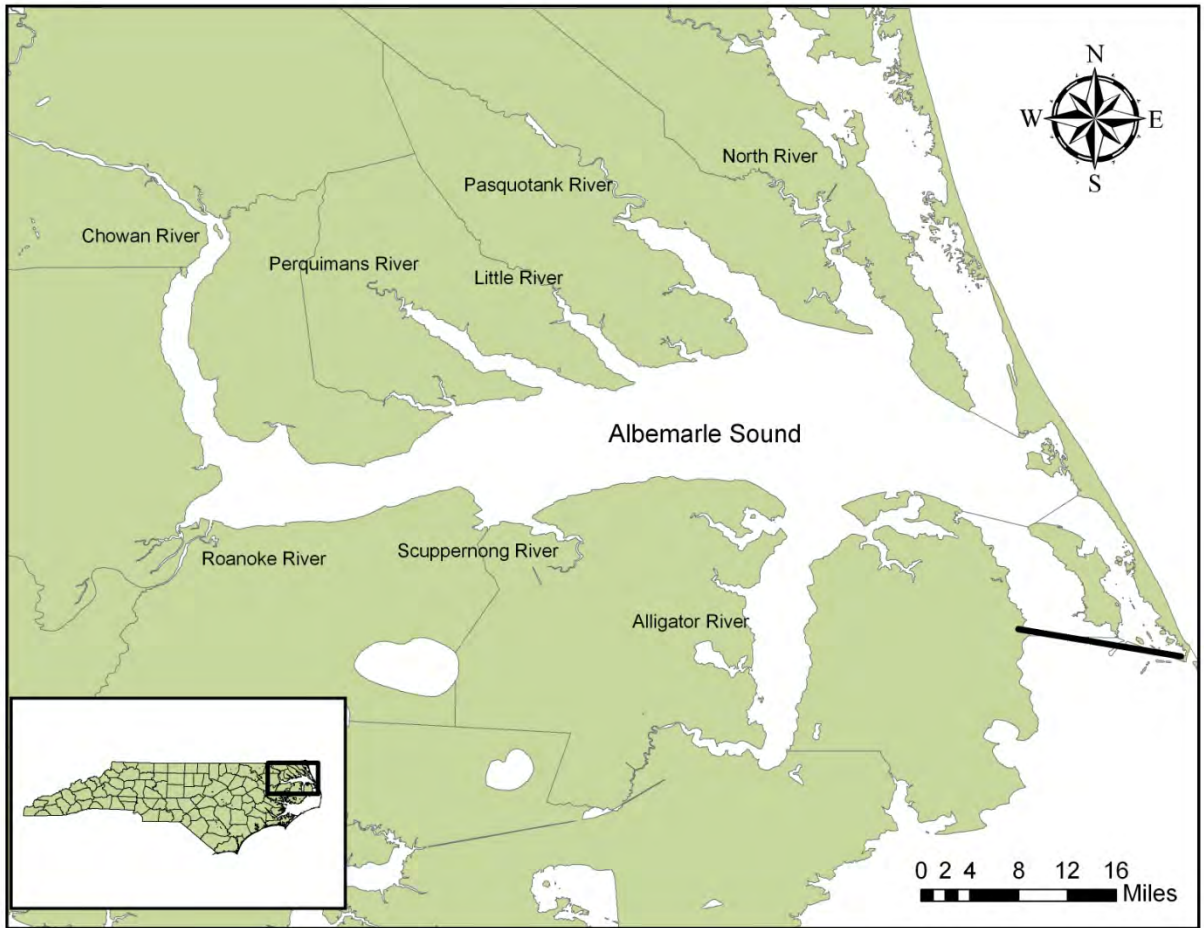 N
W E
S
North River
Pasquotank River
Chowan River
Perquimans River
Little River
Albemarle Sound
Roanoke River
Scuppernong River
Alligator River
0 2 4 8 12 16
Miles